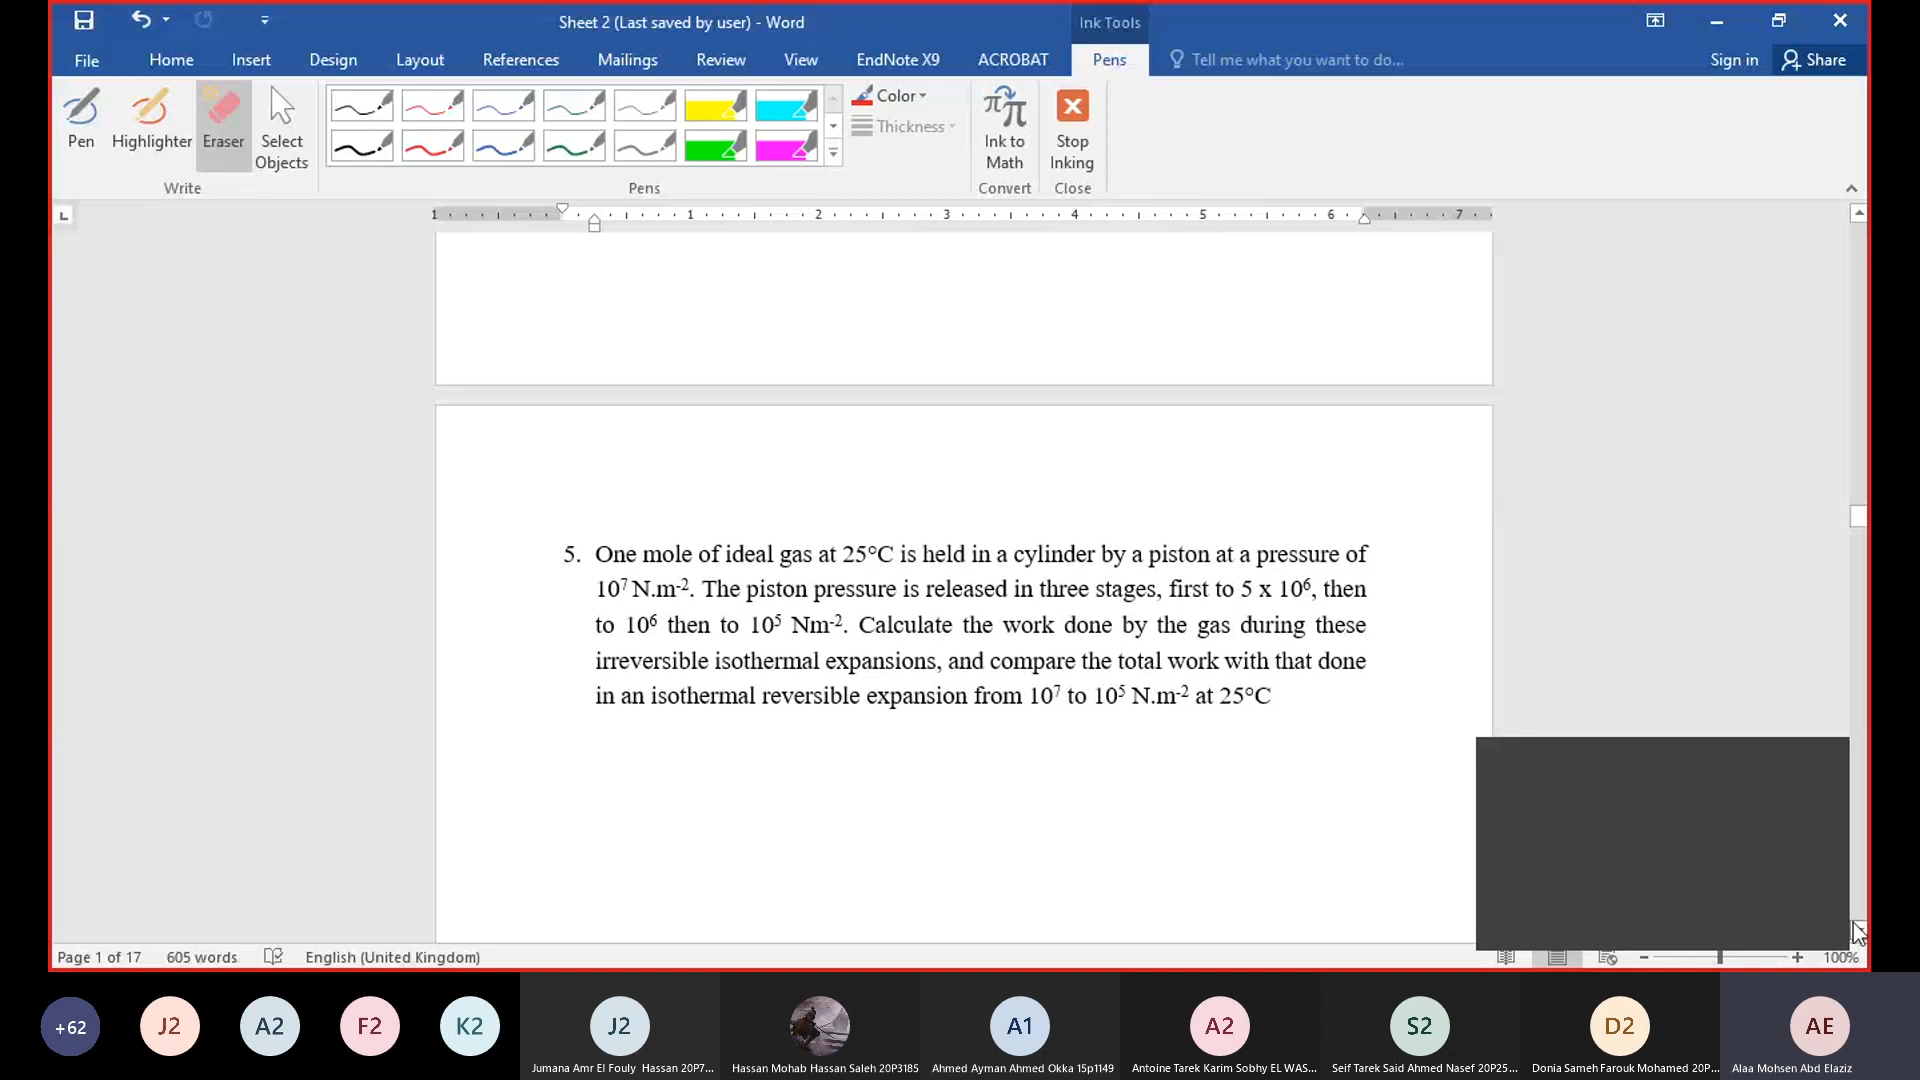 Sheet 2 (Last saved by user) - Word
Ink Tools
File
Home
Insert
Design
Layout
References
Mailings
Review
View
EndNote X9
ACROBAT
Pens
Tell me what you want to do...
Sign in
Share
Pen
Highlighter
Eraser
Select
Objects
Color
Thickness
Ink to
Math
Stop
Inking
Write
Pens
Convert
Close
L
1 1 2 3 4 5 6 7
5. One mole of ideal gas at 25°C is held in a cylinder by a piston at a pressure of
10⁷ N.m⁻². The piston pressure is released in three stages, first to 5 x 10⁶, then
to 10⁶ then to 10⁵ Nm⁻². Calculate the work done by the gas during these
irreversible isothermal expansions, and compare the total work with that done
in an isothermal reversible expansion from 10⁷ to 10⁵ N.m⁻² at 25°C
Page 1 of 17
605 words
English (United Kingdom)
100%
+62
J2
A2
F2
K2
J2
A1
A2
S2
D2
AE
Jumana Amr El Fouly Hassan 20P7...
Hassan Mohab Hassan Saleh 20P3185
Ahmed Ayman Ahmed Okka 15p1149
Antoine Tarek Karim Sobhy EL WAS...
Seif Tarek Said Ahmed Nasef 20P25...
Donia Sameh Farouk Mohamed 20P...
Alaa Mohsen Abd Elaziz